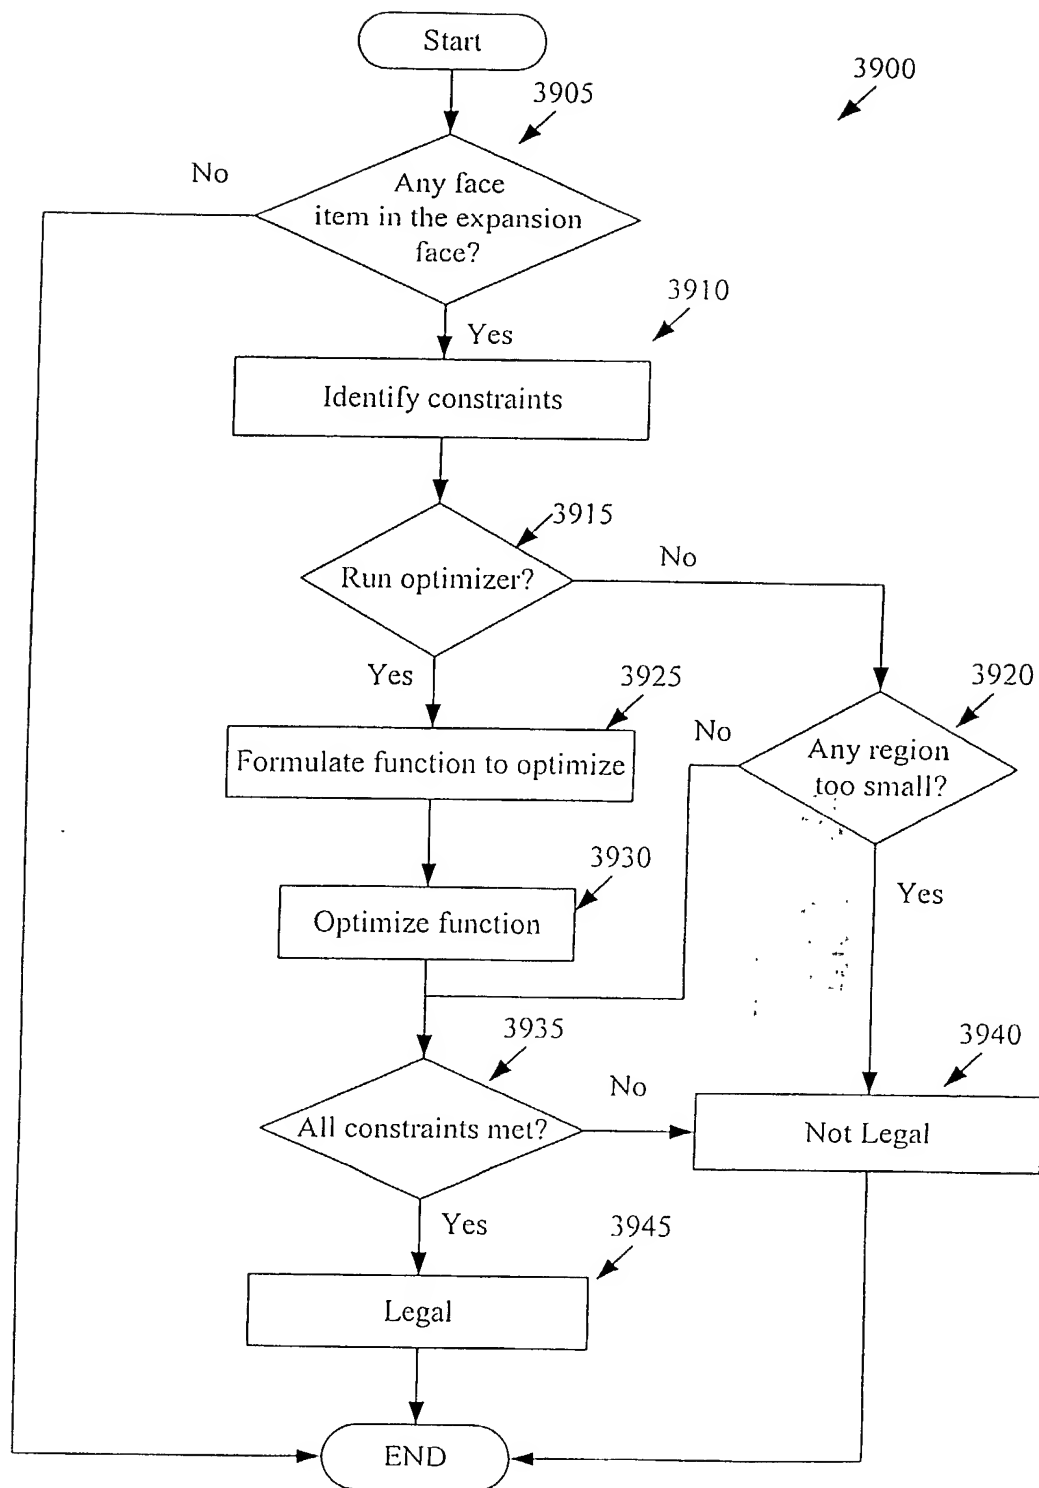 Start
3900
3905
No
Any face
item in the expansion
face?
3910
Yes
Identify constraints
3915
No
Run optimizer?
Yes
3925
3920
No
Any region
too small?
Formulate function to optimize
3930
Yes
Optimize function
3935
3940
No
All constraints met?
Not Legal
Yes
3945
Legal
END